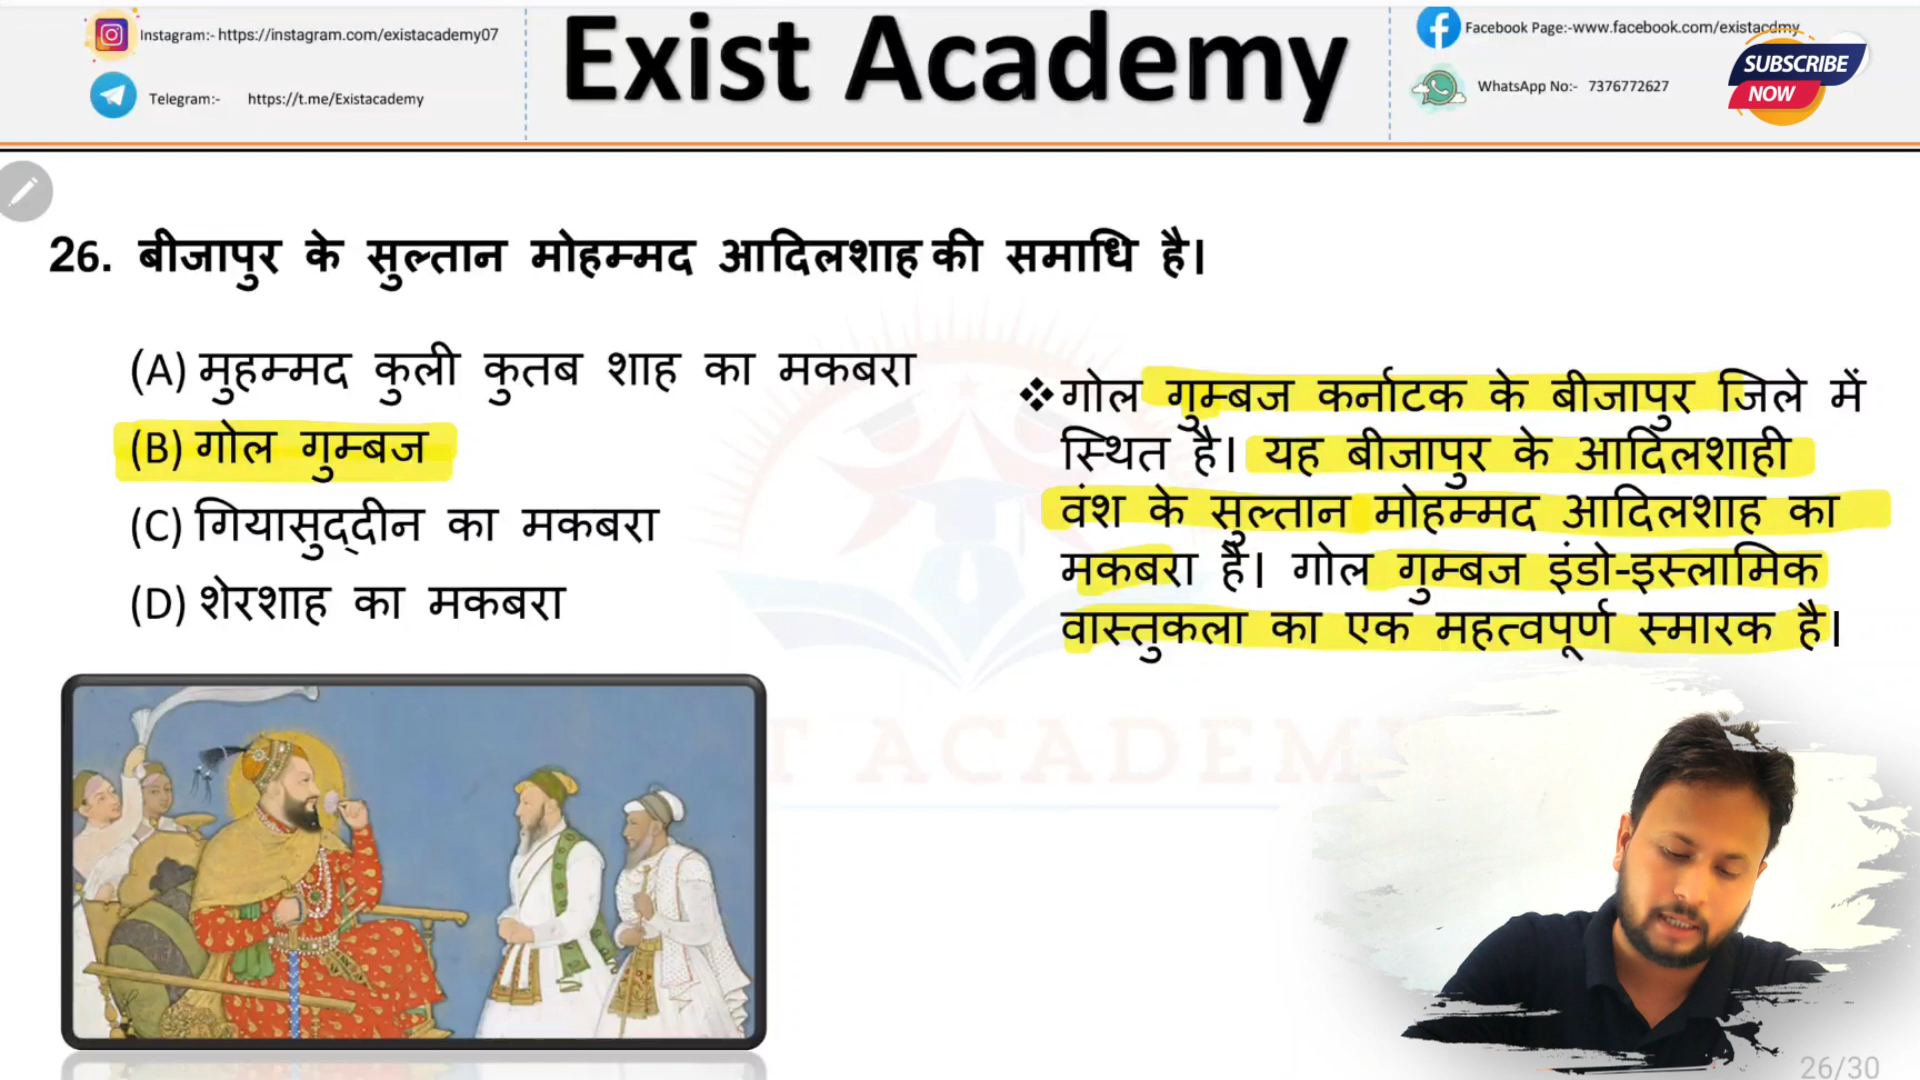 Instagram:- https://instagram.com/existacademy07
Telegram:- https://t.me/Existacademy
Exist Academy
Facebook Page:-www.facebook.com/existacdmy
WhatsApp No:- 7376772627
SUBSCRIBE
NOW
26. बीजापुर के सुल्तान मोहम्मद आदिलशाह की समाधि है।
(A) मुहम्मद कुली कुतब शाह का मकबरा
(B) गोल गुम्बज
(C) गियासुद्दीन का मकबरा
(D) शेरशाह का मकबरा
❖गोल गुम्बज कर्नाटक के बीजापुर जिले में
स्थित है। यह बीजापुर के आदिलशाही
वंश के सुल्तान मोहम्मद आदिलशाह का
मकबरा है। गोल गुम्बज इंडो-इस्लामिक
वास्तुकला का एक महत्वपूर्ण स्मारक है।
T ACADEM
26/30